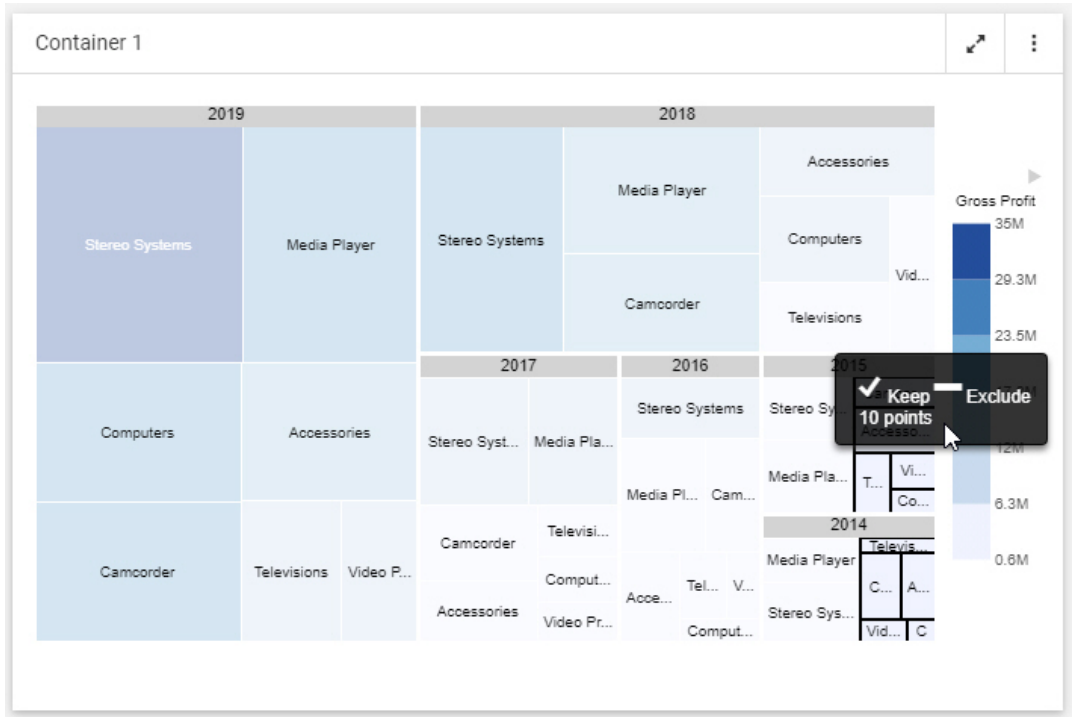 Container 1
2019
Stereo Systems
Media Player
Computers
Accessories
Camcorder
Televisions
Video P...
2018
Stereo Systems
Media Player
Camcorder
Accessories
Computers
Vid...
Televisions
2017
Stereo Syst...
Media Pla...
Camcorder
Televisi...
Comput...
Accessories
Video Pr...
2016
Stereo Systems
Media Pl...
Cam...
Acce...
Tel...
V...
Comput...
2015
Stereo Sy
Media Pla...
Accesso...
T...
Vi...
Co...
Keep
Exclude
10 points
2014
Media Player
Stereo Sys...
Televis...
C...
A...
Vid...
C
Gross Profit
35M
29.3M
23.5M
12M
6.3M
0.6M